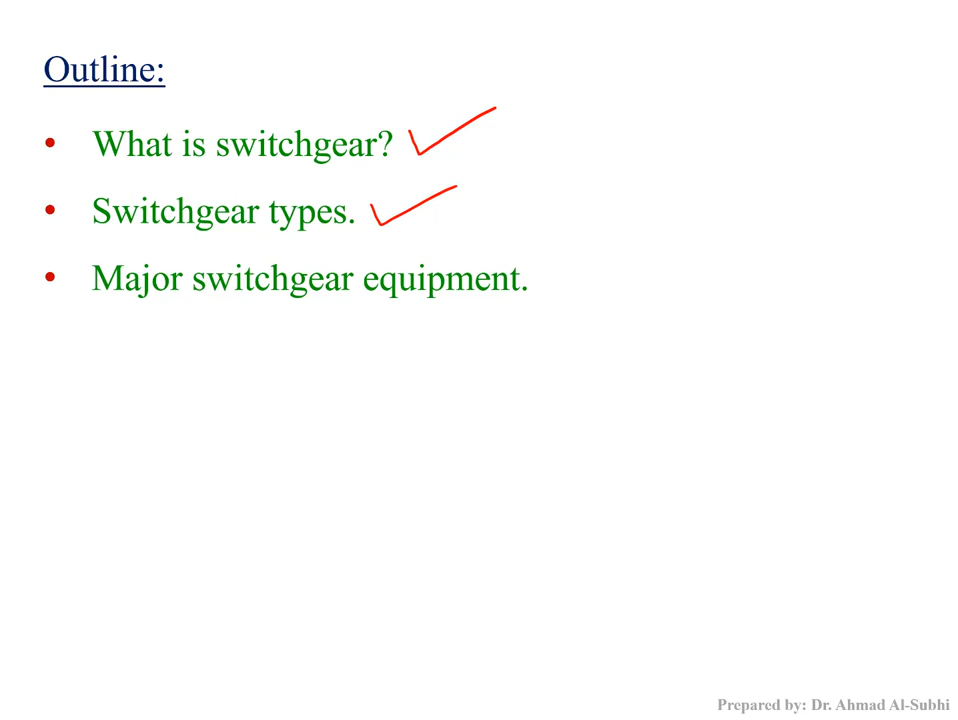 Outline:
• What is switchgear?
• Switchgear types.
• Major switchgear equipment.
Prepared by: Dr. Ahmad Al-Subhi